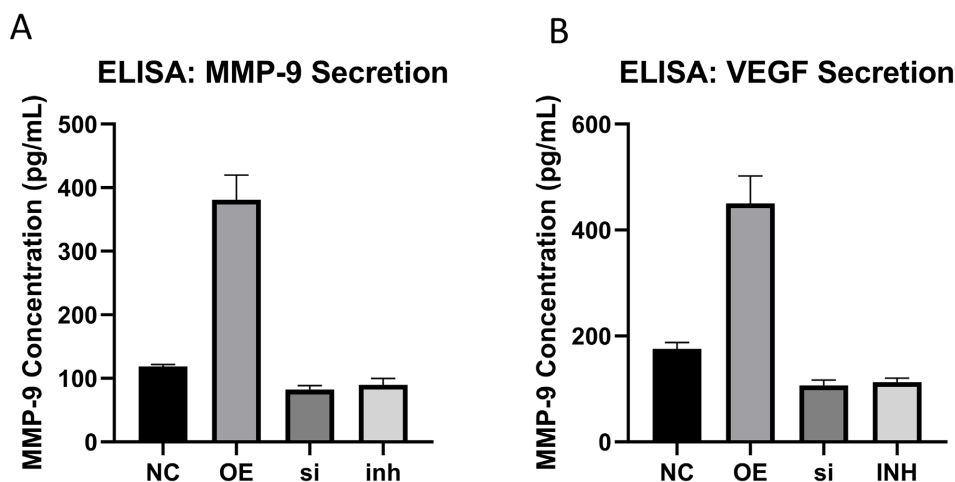 A
ELISA: MMP-9 Secretion
MMP-9 Concentration (pg/mL)
500
400
300
200
100
0
NC OE si inh
B
ELISA: VEGF Secretion
MMP-9 Concentration (pg/mL)
600
400
200
0
NC OE si INH